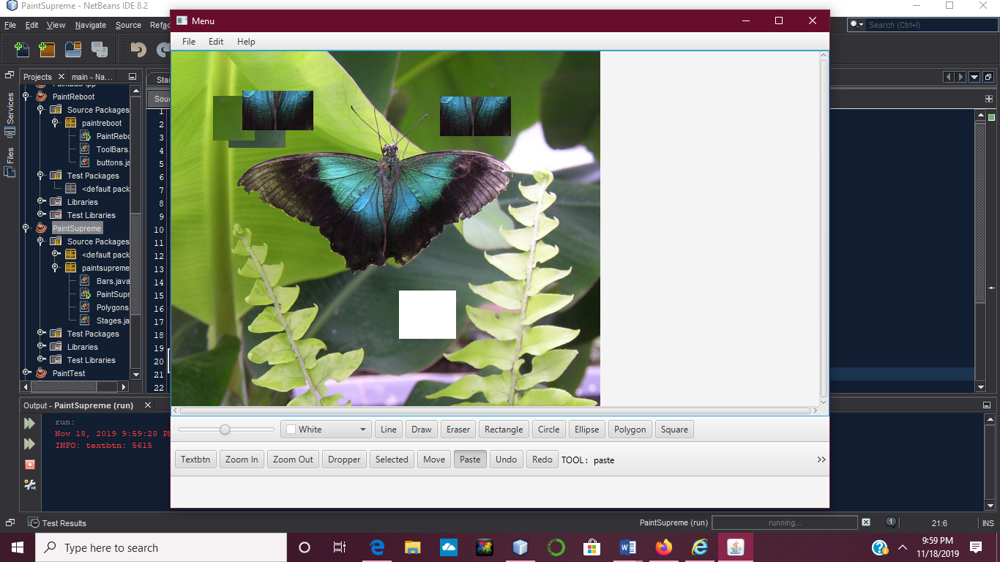 PaintSupreme - NetBeans IDE 8.2
File Edit View Navigate Source Refac
Search (Ctrl+I)
Menu
File Edit Help
Projects main - Na...
Services
Files
PaintReboot
Source Packages
paintreboot
PaintRebo
ToolBars.
buttons.ja
Test Packages
<default pack
Libraries
Test Libraries
PaintSupreme
Source Packages
<default pack
paintsupreme
Bars.java
PaintSupr
Polygons
Stages.ja
Test Packages
Libraries
Test Libraries
PaintTest
Star
Sour
1
2
3
4
5
6
7
8
9
10
11
12
13
14
15
16
17
18
19
20
21
22
White Line Draw Eraser Rectangle Circle Ellipse Polygon Square
Textbtn Zoom In Zoom Out Dropper Selected Move Paste Undo Redo TOOL: paste
Output - PaintSupreme (run)
run:
Nov 18, 2019 9:59:28 PM
INFO: textbtn: 5615
Test Results
PaintSupreme (run) running... 1 21:6 INS
Type here to search
9:59 PM
11/18/2019